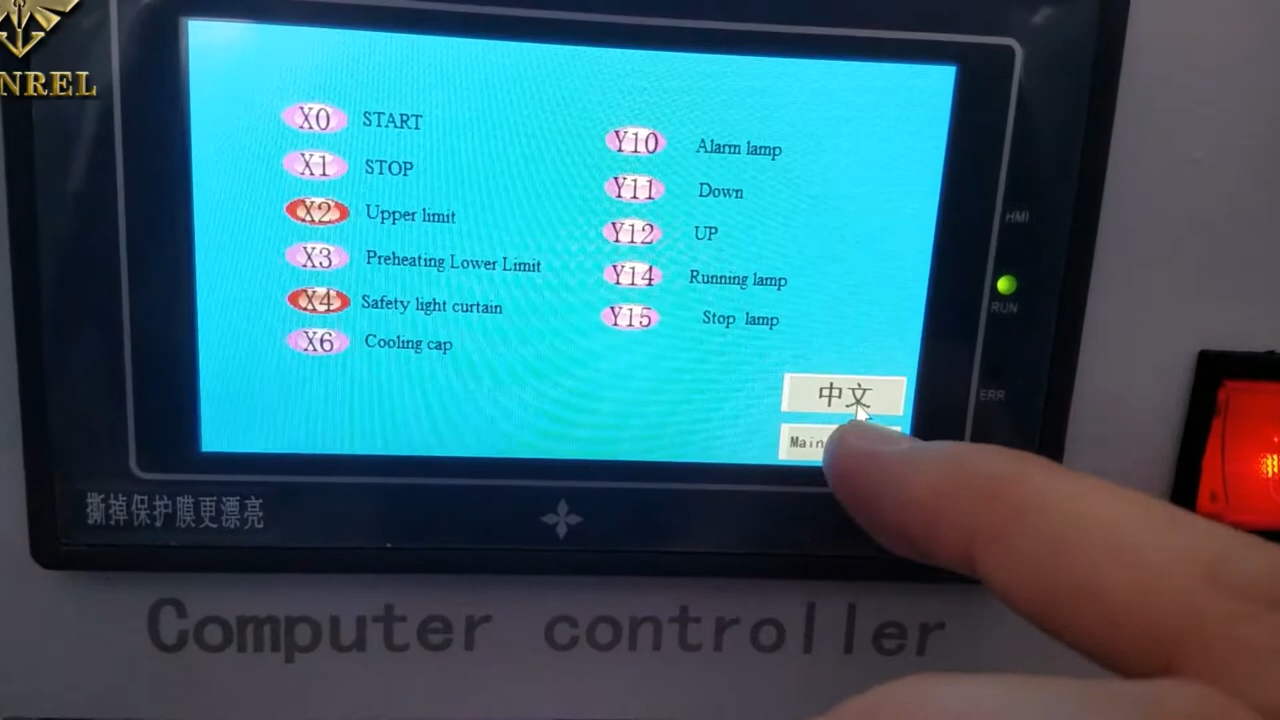 NREL
X0 START
X1 STOP
X2 Upper limit
X3 Preheating Lower Limit
X4 Safety light curtain
X6 Cooling cap
Y10 Alarm lamp
Y11 Down
Y12 UP
Y14 Running lamp
Y15 Stop lamp
中文
Main
HMI
RUN
ERR
撕掉保护膜更漂亮
Computer controller